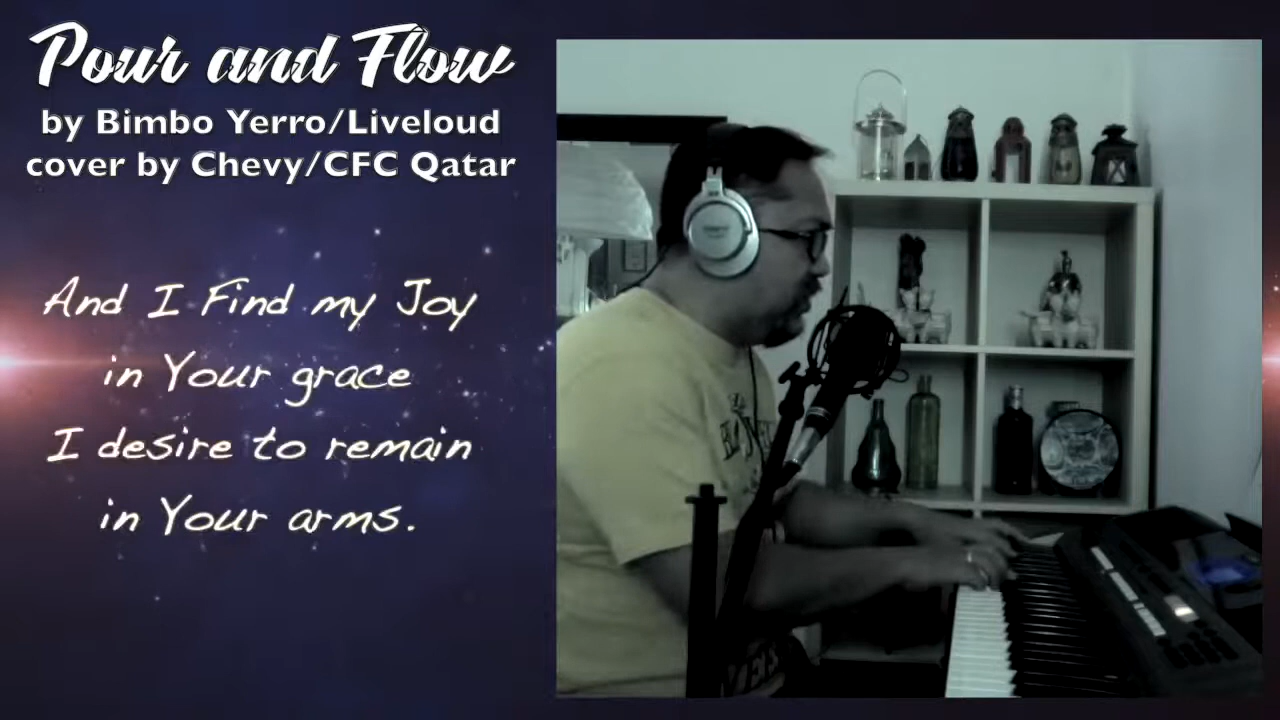 Pour and Flow
by Bimbo Yerro/Liveloud
cover by Chevy/CFC Qatar
And I Find my Joy
in Your grace
I desire to remain
in Your arms.